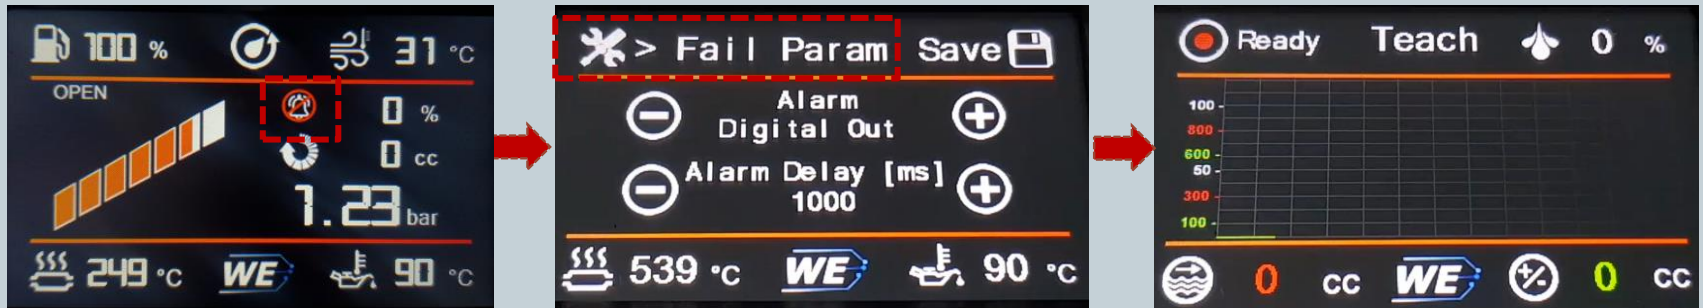 100 % 31 °C
OPEN
0 %
0 cc
1.23 bar
249 °C WE 90 °C
> Fail Param Save
Alarm
Digital Out
Alarm Delay [ms]
1000
539 °C WE 90 °C
Ready Teach 0 %
100 -
800 -
600 -
50 -
300 -
100 -
0 cc WE +/- 0 cc